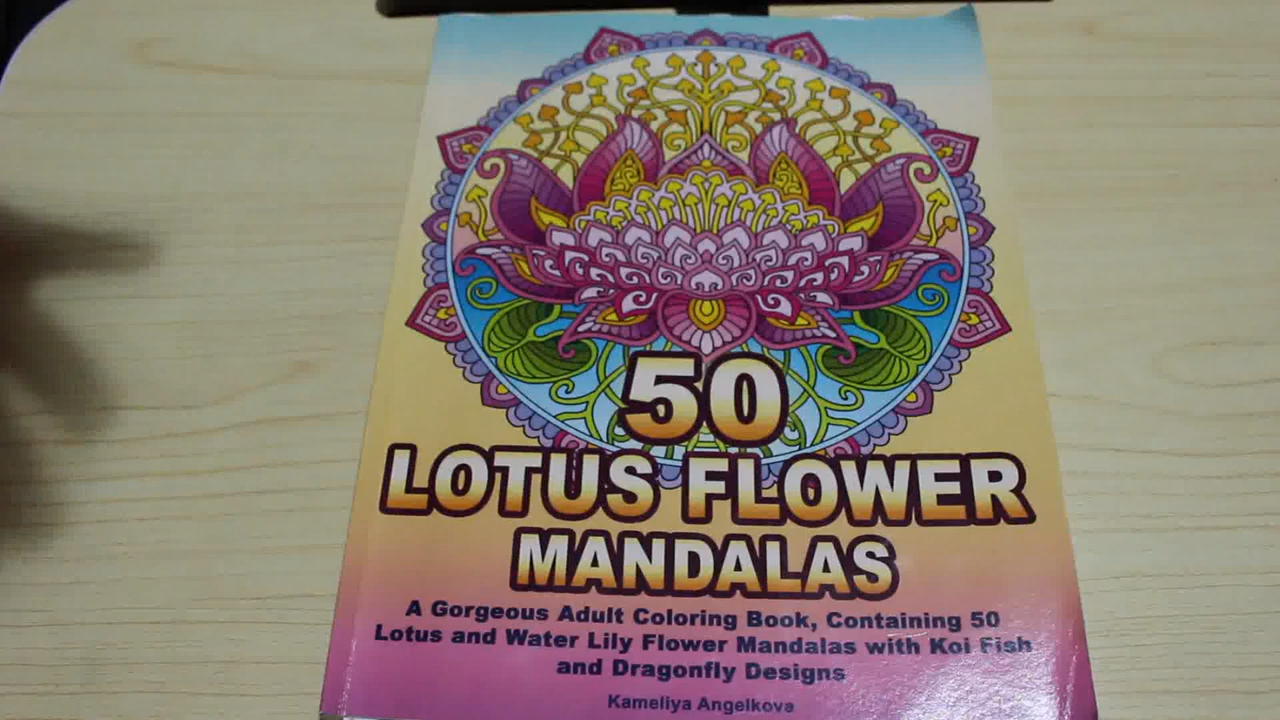 50
LOTUS FLOWER
MANDALAS
A Gorgeous Adult Coloring Book, Containing 50
Lotus and Water Lily Flower Mandalas with Koi Fish
and Dragonfly Designs
Kameliya Angelkova